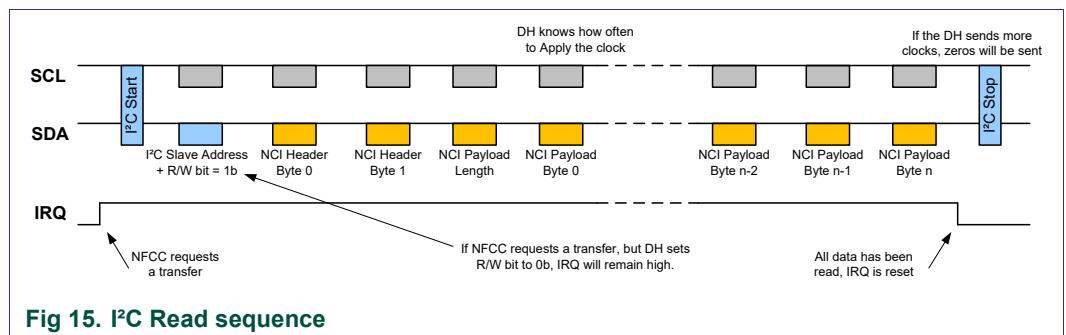 DH knows how often
to Apply the clock
If the DH sends more
clocks, zeros will be sent
SCL
I²C Start
I²C Stop
SDA
I²C Slave Address
+ R/W bit = 1b
NCI Header
Byte 0
NCI Header
Byte 1
NCI Payload
Length
NCI Payload
Byte 0
NCI Payload
Byte n-2
NCI Payload
Byte n-1
NCI Payload
Byte n
IRQ
NFCC requests
a transfer
If NFCC requests a transfer, but DH sets
R/W bit to 0b, IRQ will remain high.
All data has been
read, IRQ is reset
Fig 15. I²C Read sequence